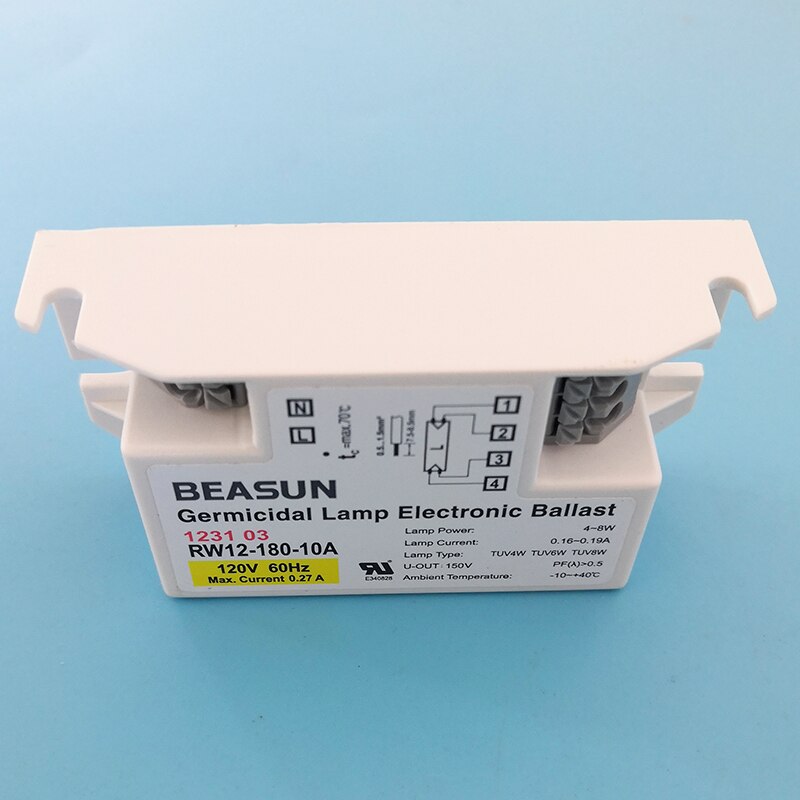 N
L
tc=max.70℃
0.5...1.5mm²
7.5-8.5mm
L
1
2
3
4
BEASUN
Germicidal Lamp Electronic Ballast
1231 03
RW12-180-10A
120V 60Hz
Max. Current 0.27 A
E340828
Lamp Power: 4~8W
Lamp Current: 0.16~0.19A
Lamp Type: TUV4W TUV6W TUV8W
U-OUT :150V PF(λ)>0.5
Ambient Temperature: -10~+40℃